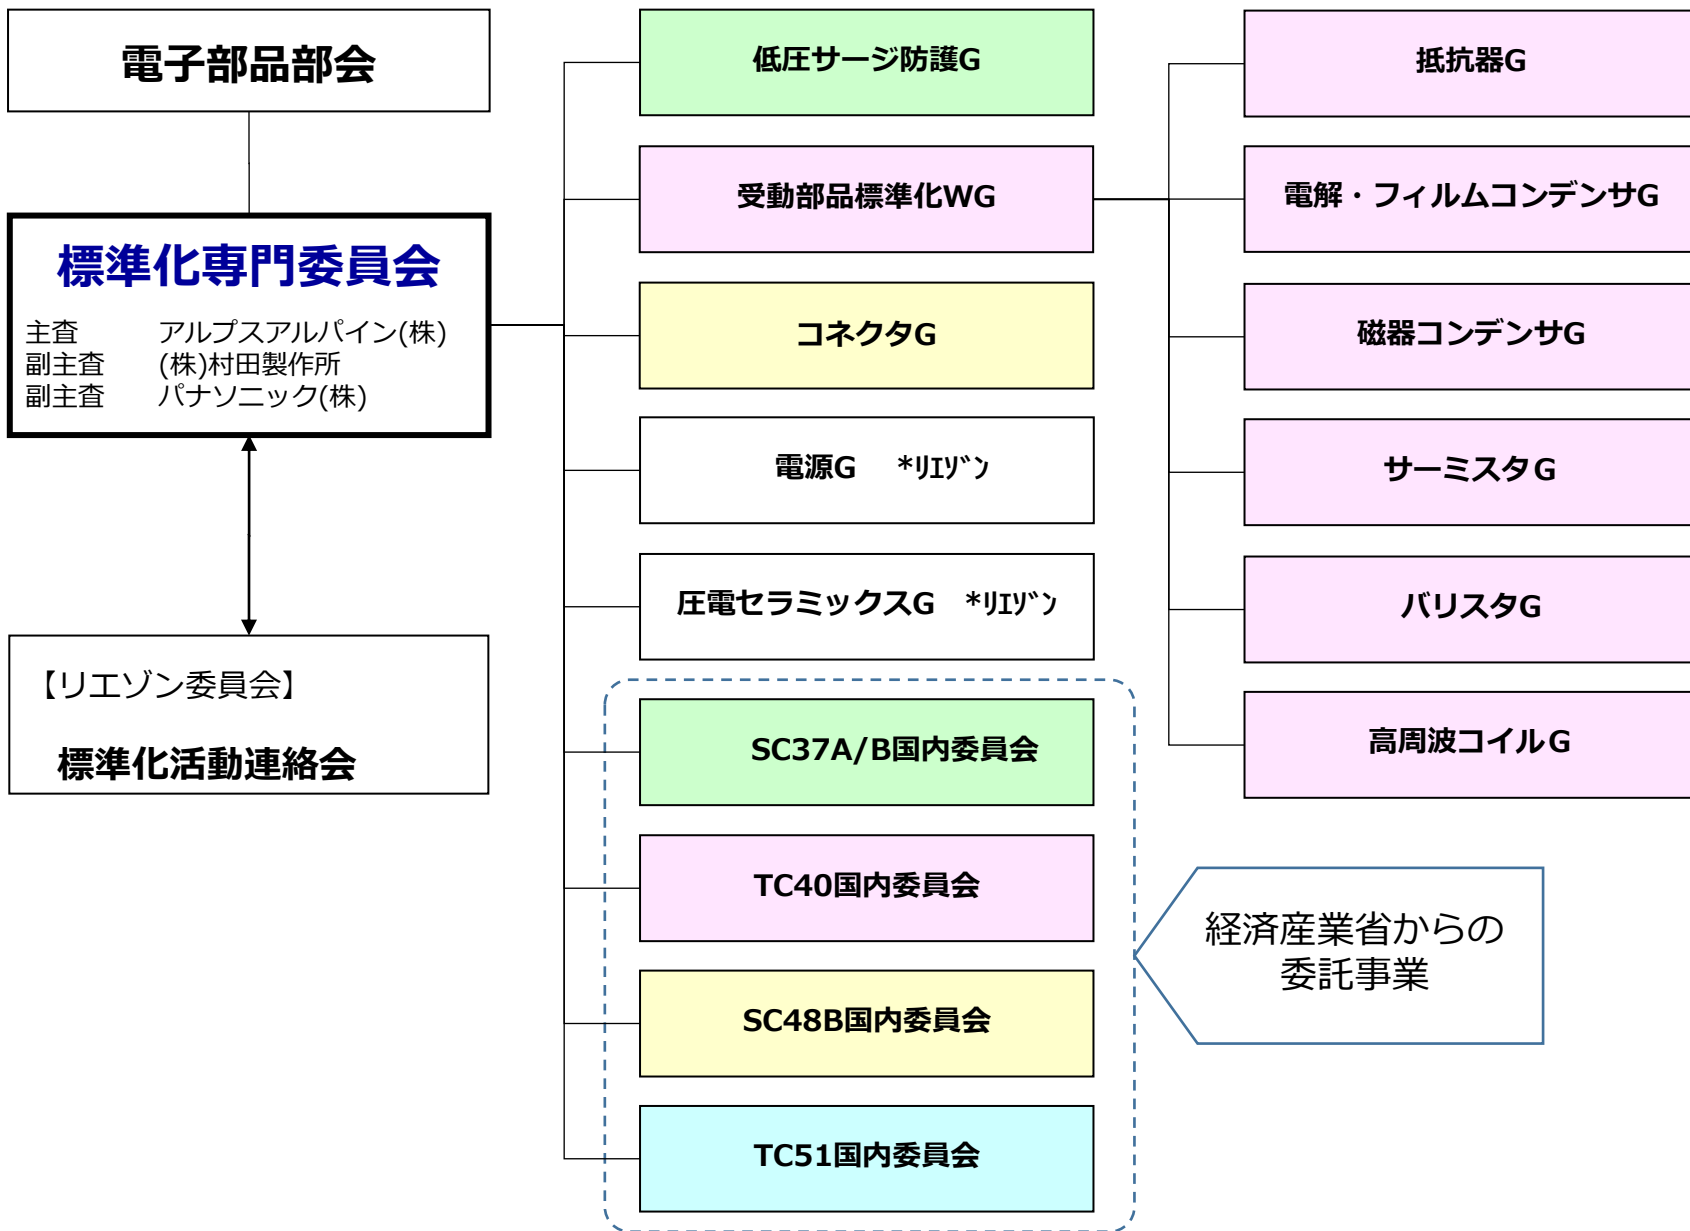 電子部品部会
標準化専門委員会
主査 アルプスアルパイン(株)
副主査 (株)村田製作所
副主査 パナソニック(株)
【リエゾン委員会】
標準化活動連絡会
低圧サージ防護G
受動部品標準化WG
コネクタG
電源G *ﾘｴｿﾞﾝ
圧電セラミックスG *ﾘｴｿﾞﾝ
SC37A/B国内委員会
TC40国内委員会
SC48B国内委員会
TC51国内委員会
抵抗器G
電解・フィルムコンデンサG
磁器コンデンサG
サーミスタG
バリスタG
高周波コイルG
経済産業省からの
委託事業